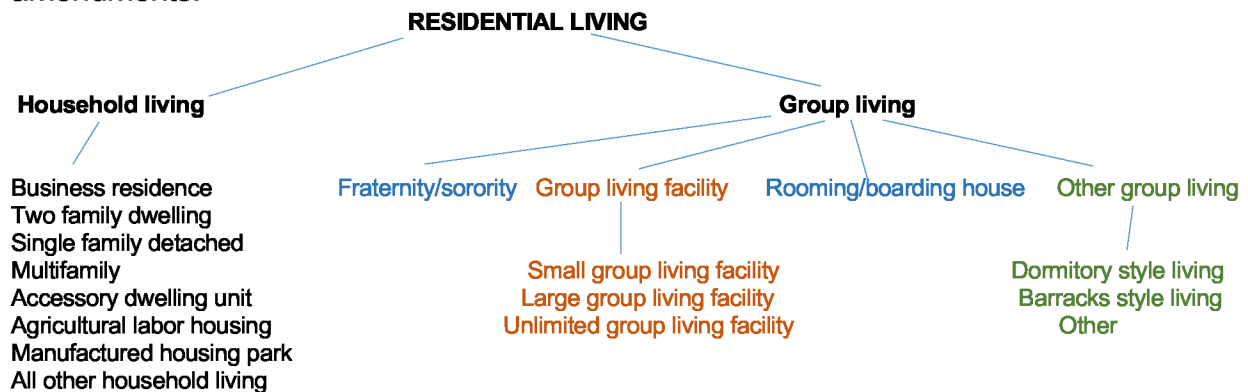 RESIDENTIAL LIVING
Household living
Group living
Business residence
Two family dwelling
Single family detached
Multifamily
Accessory dwelling unit
Agricultural labor housing
Manufactured housing park
All other household living
Fraternity/sorority
Group living facility
Small group living facility
Large group living facility
Unlimited group living facility
Rooming/boarding house
Other group living
Dormitory style living
Barracks style living
Other